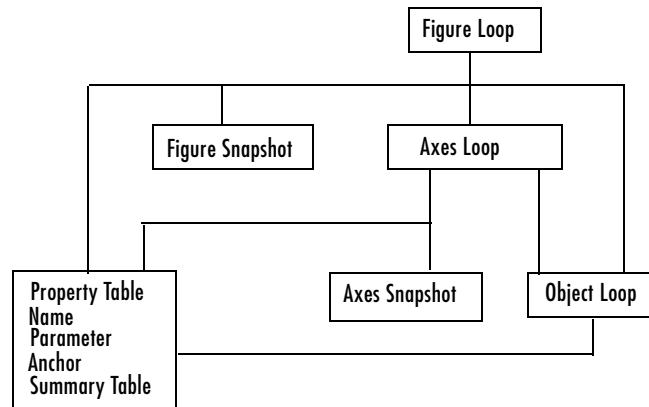 Figure Loop
Figure Snapshot
Axes Loop
Property Table
Name
Parameter
Anchor
Summary Table
Axes Snapshot
Object Loop